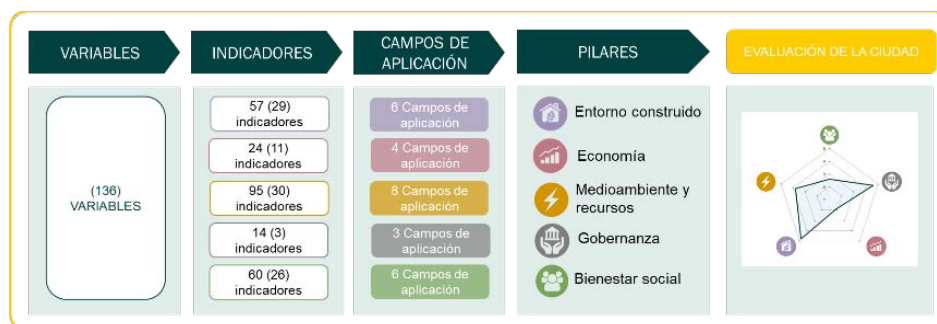 VARIABLES
INDICADORES
CAMPOS DE
APLICACIÓN
PILARES
EVALUACIÓN DE LA CIUDAD
(136)
VARIABLES
57 (29)
indicadores
24 (11)
indicadores
95 (30)
indicadores
14 (3)
indicadores
60 (26)
indicadores
6 Campos de
aplicación
4 Campos de
aplicación
8 Campos de
aplicación
3 Campos de
aplicación
6 Campos de
aplicación
Entorno construido
Economía
Medioambiente y
recursos
Gobernanza
Bienestar social